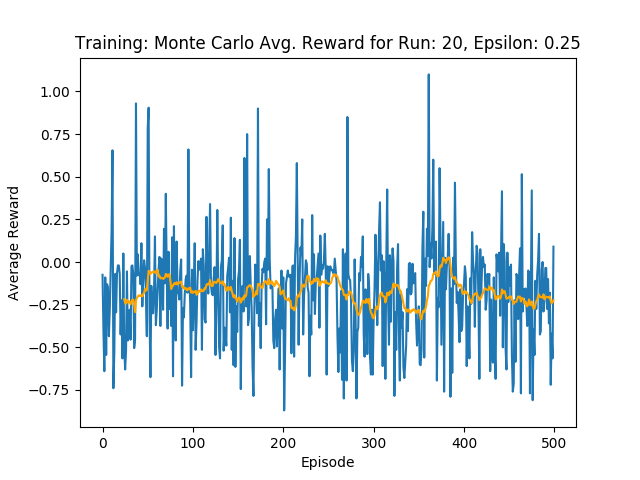 Training: Monte Carlo Avg. Reward for Run: 20, Epsilon: 0.25
Average Reward
1.00
0.75
0.50
0.25
0.00
−0.25
−0.50
−0.75
0 100 200 300 400 500
Episode